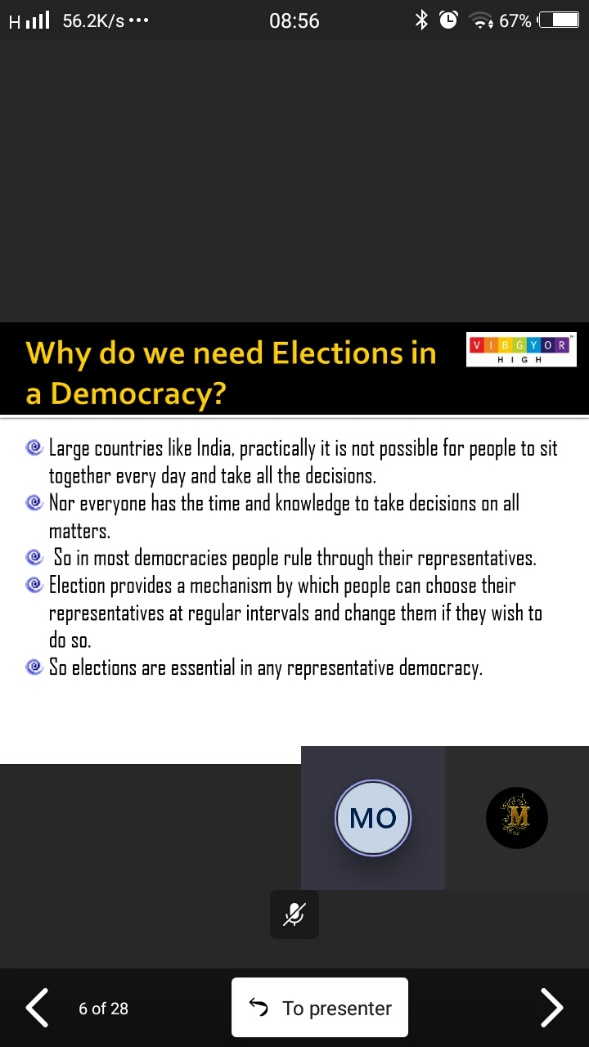 H 56.2K/s ••• 08:56 67%
Why do we need Elections in
a Democracy?
VIBGYOR
HIGH
Large countries like India, practically it is not possible for people to sit
together every day and take all the decisions.
Nor everyone has the time and knowledge to take decisions on all
matters.
So in most democracies people rule through their representatives.
Election provides a mechanism by which people can choose their
representatives at regular intervals and change them if they wish to
do so.
So elections are essential in any representative democracy.
MO
M
6 of 28
To presenter